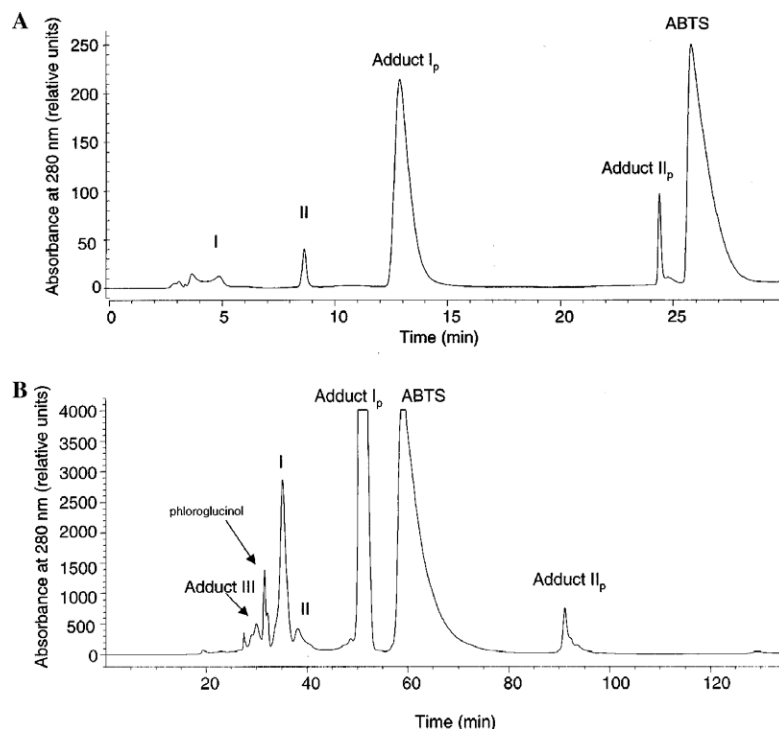 A
ABTS
Adduct Iₚ
Adduct IIₚ
II
I
250
200
150
100
50
0
Absorbance at 280 nm (relative units)
0 5 10 15 20 25
Time (min)
B
Adduct Iₚ ABTS
I
phloroglucinol
Adduct III
II
Adduct IIₚ
4000
3500
3000
2500
2000
1500
1000
500
0
Absorbance at 280 nm (relative units)
20 40 60 80 100 120
Time (min)